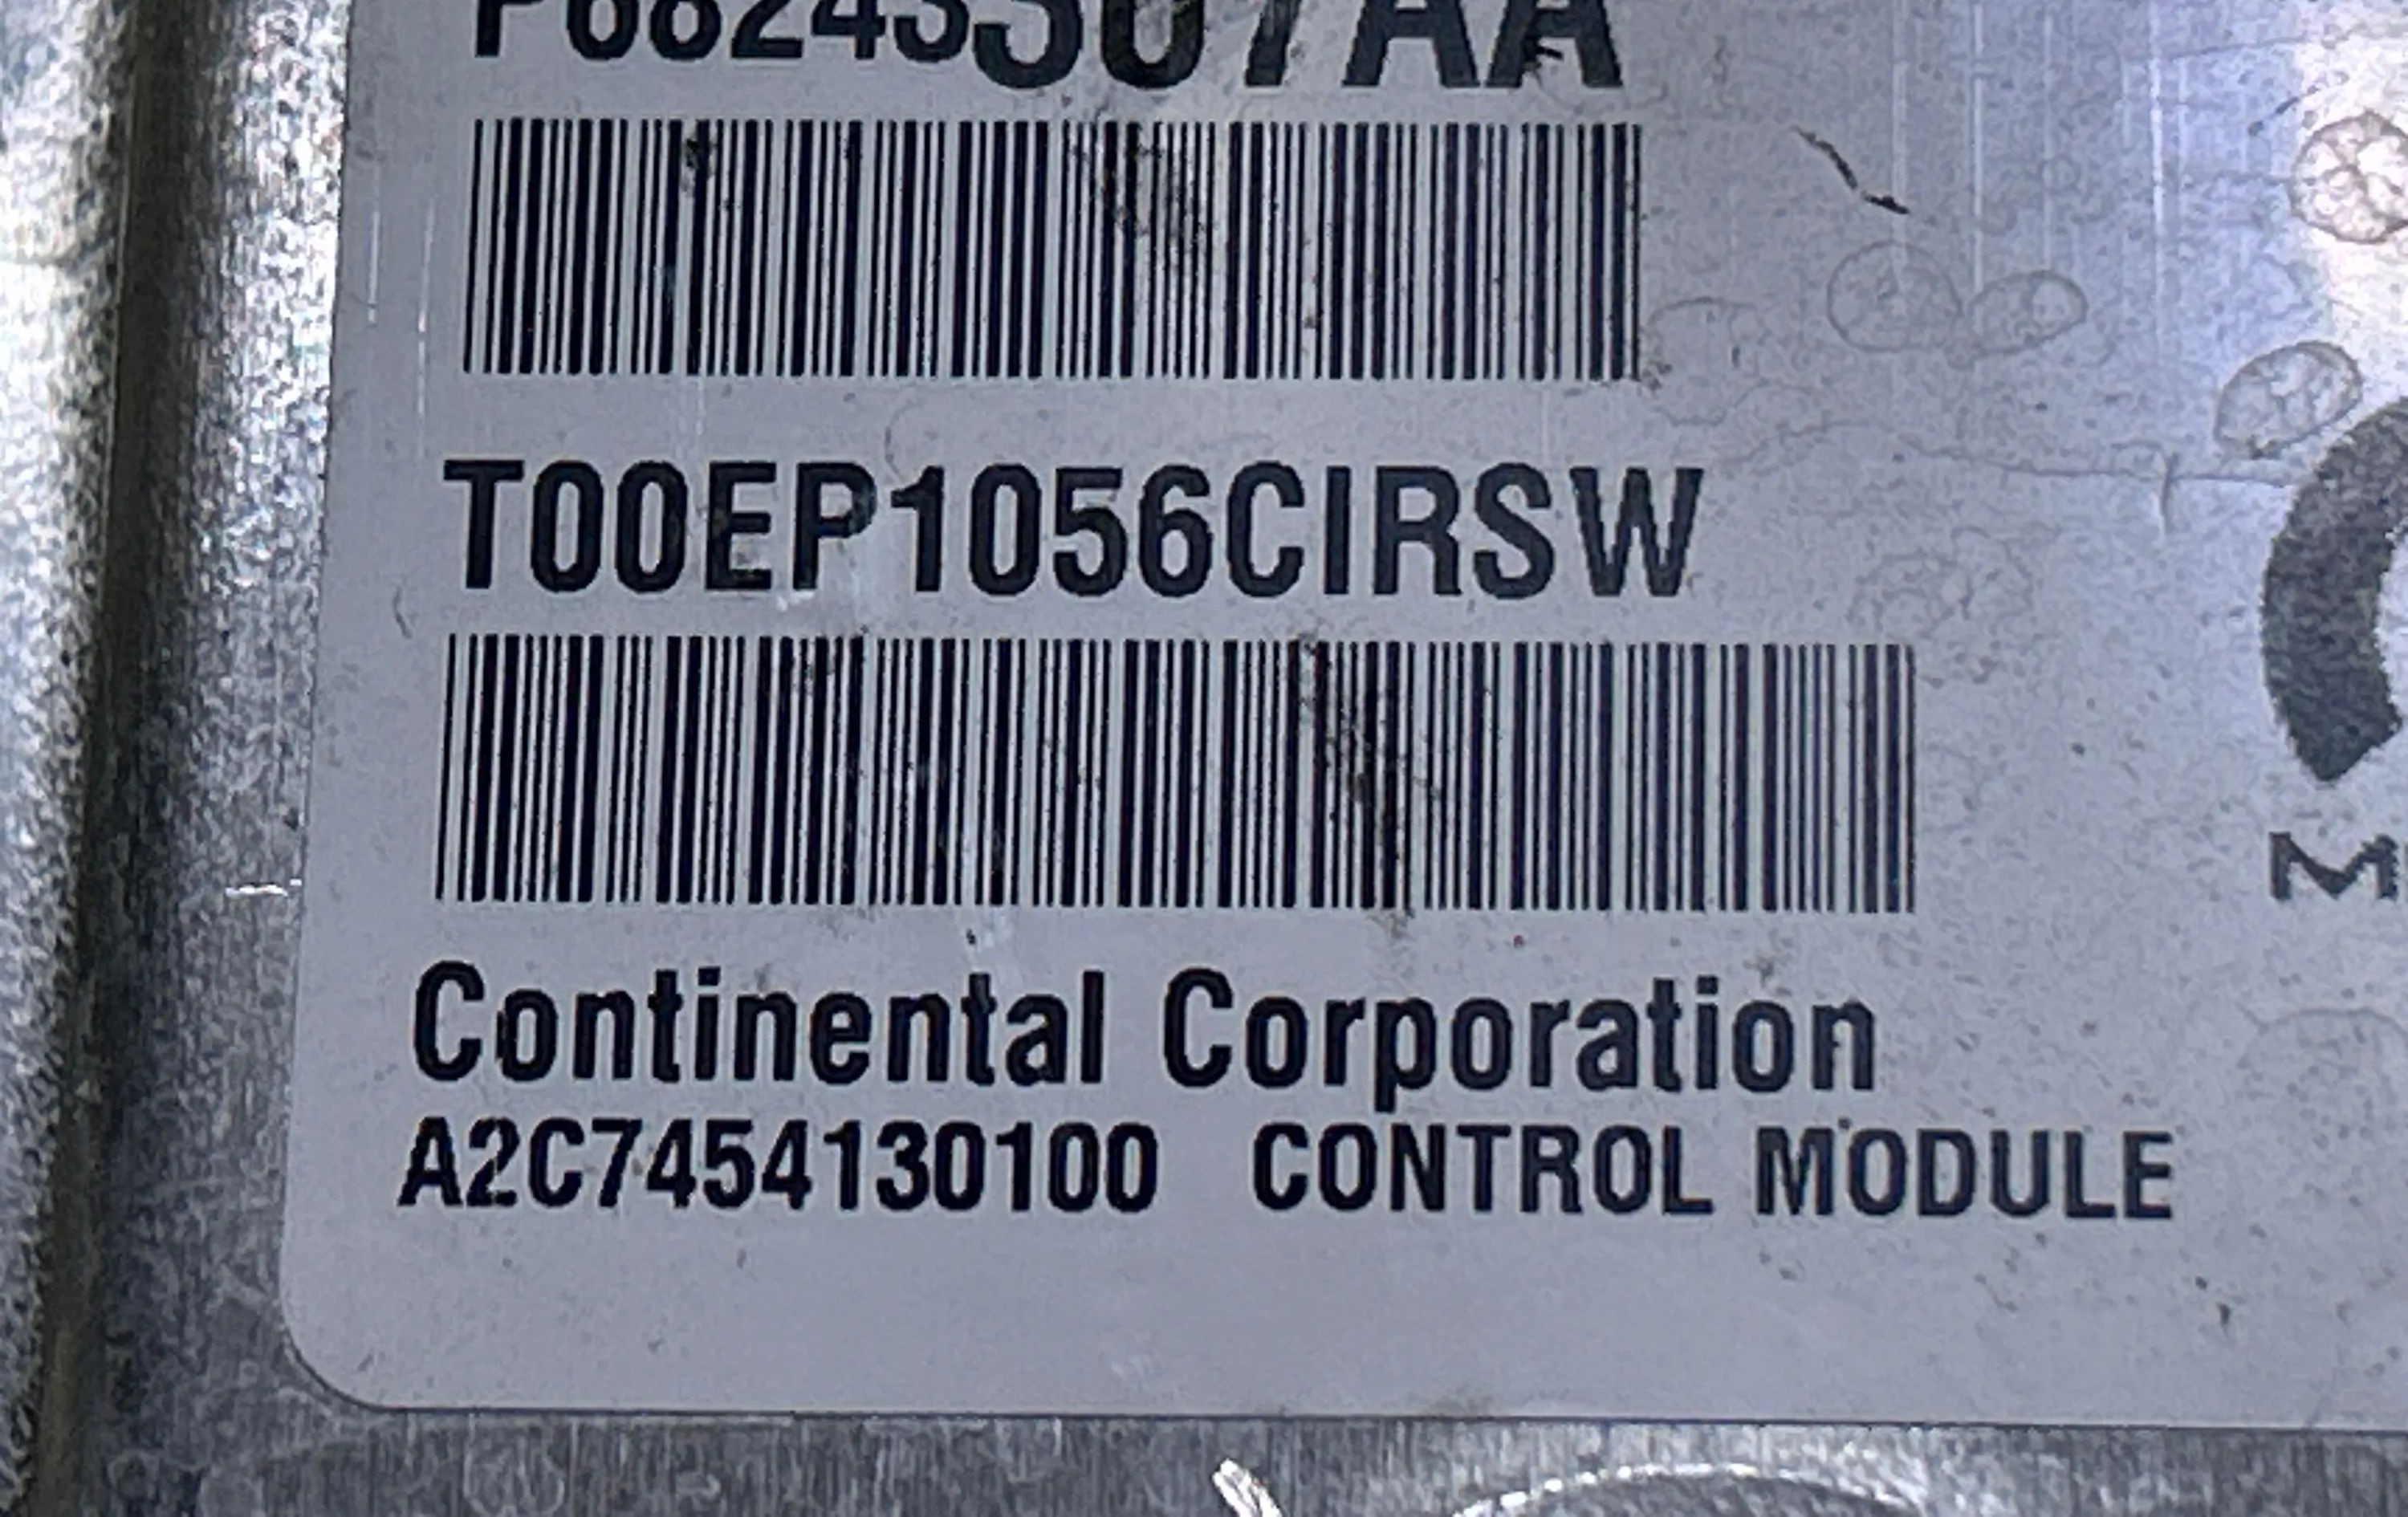 T00EP1056CIRSW
Continental Corporation
A2C7454130100 CONTROL MODULE